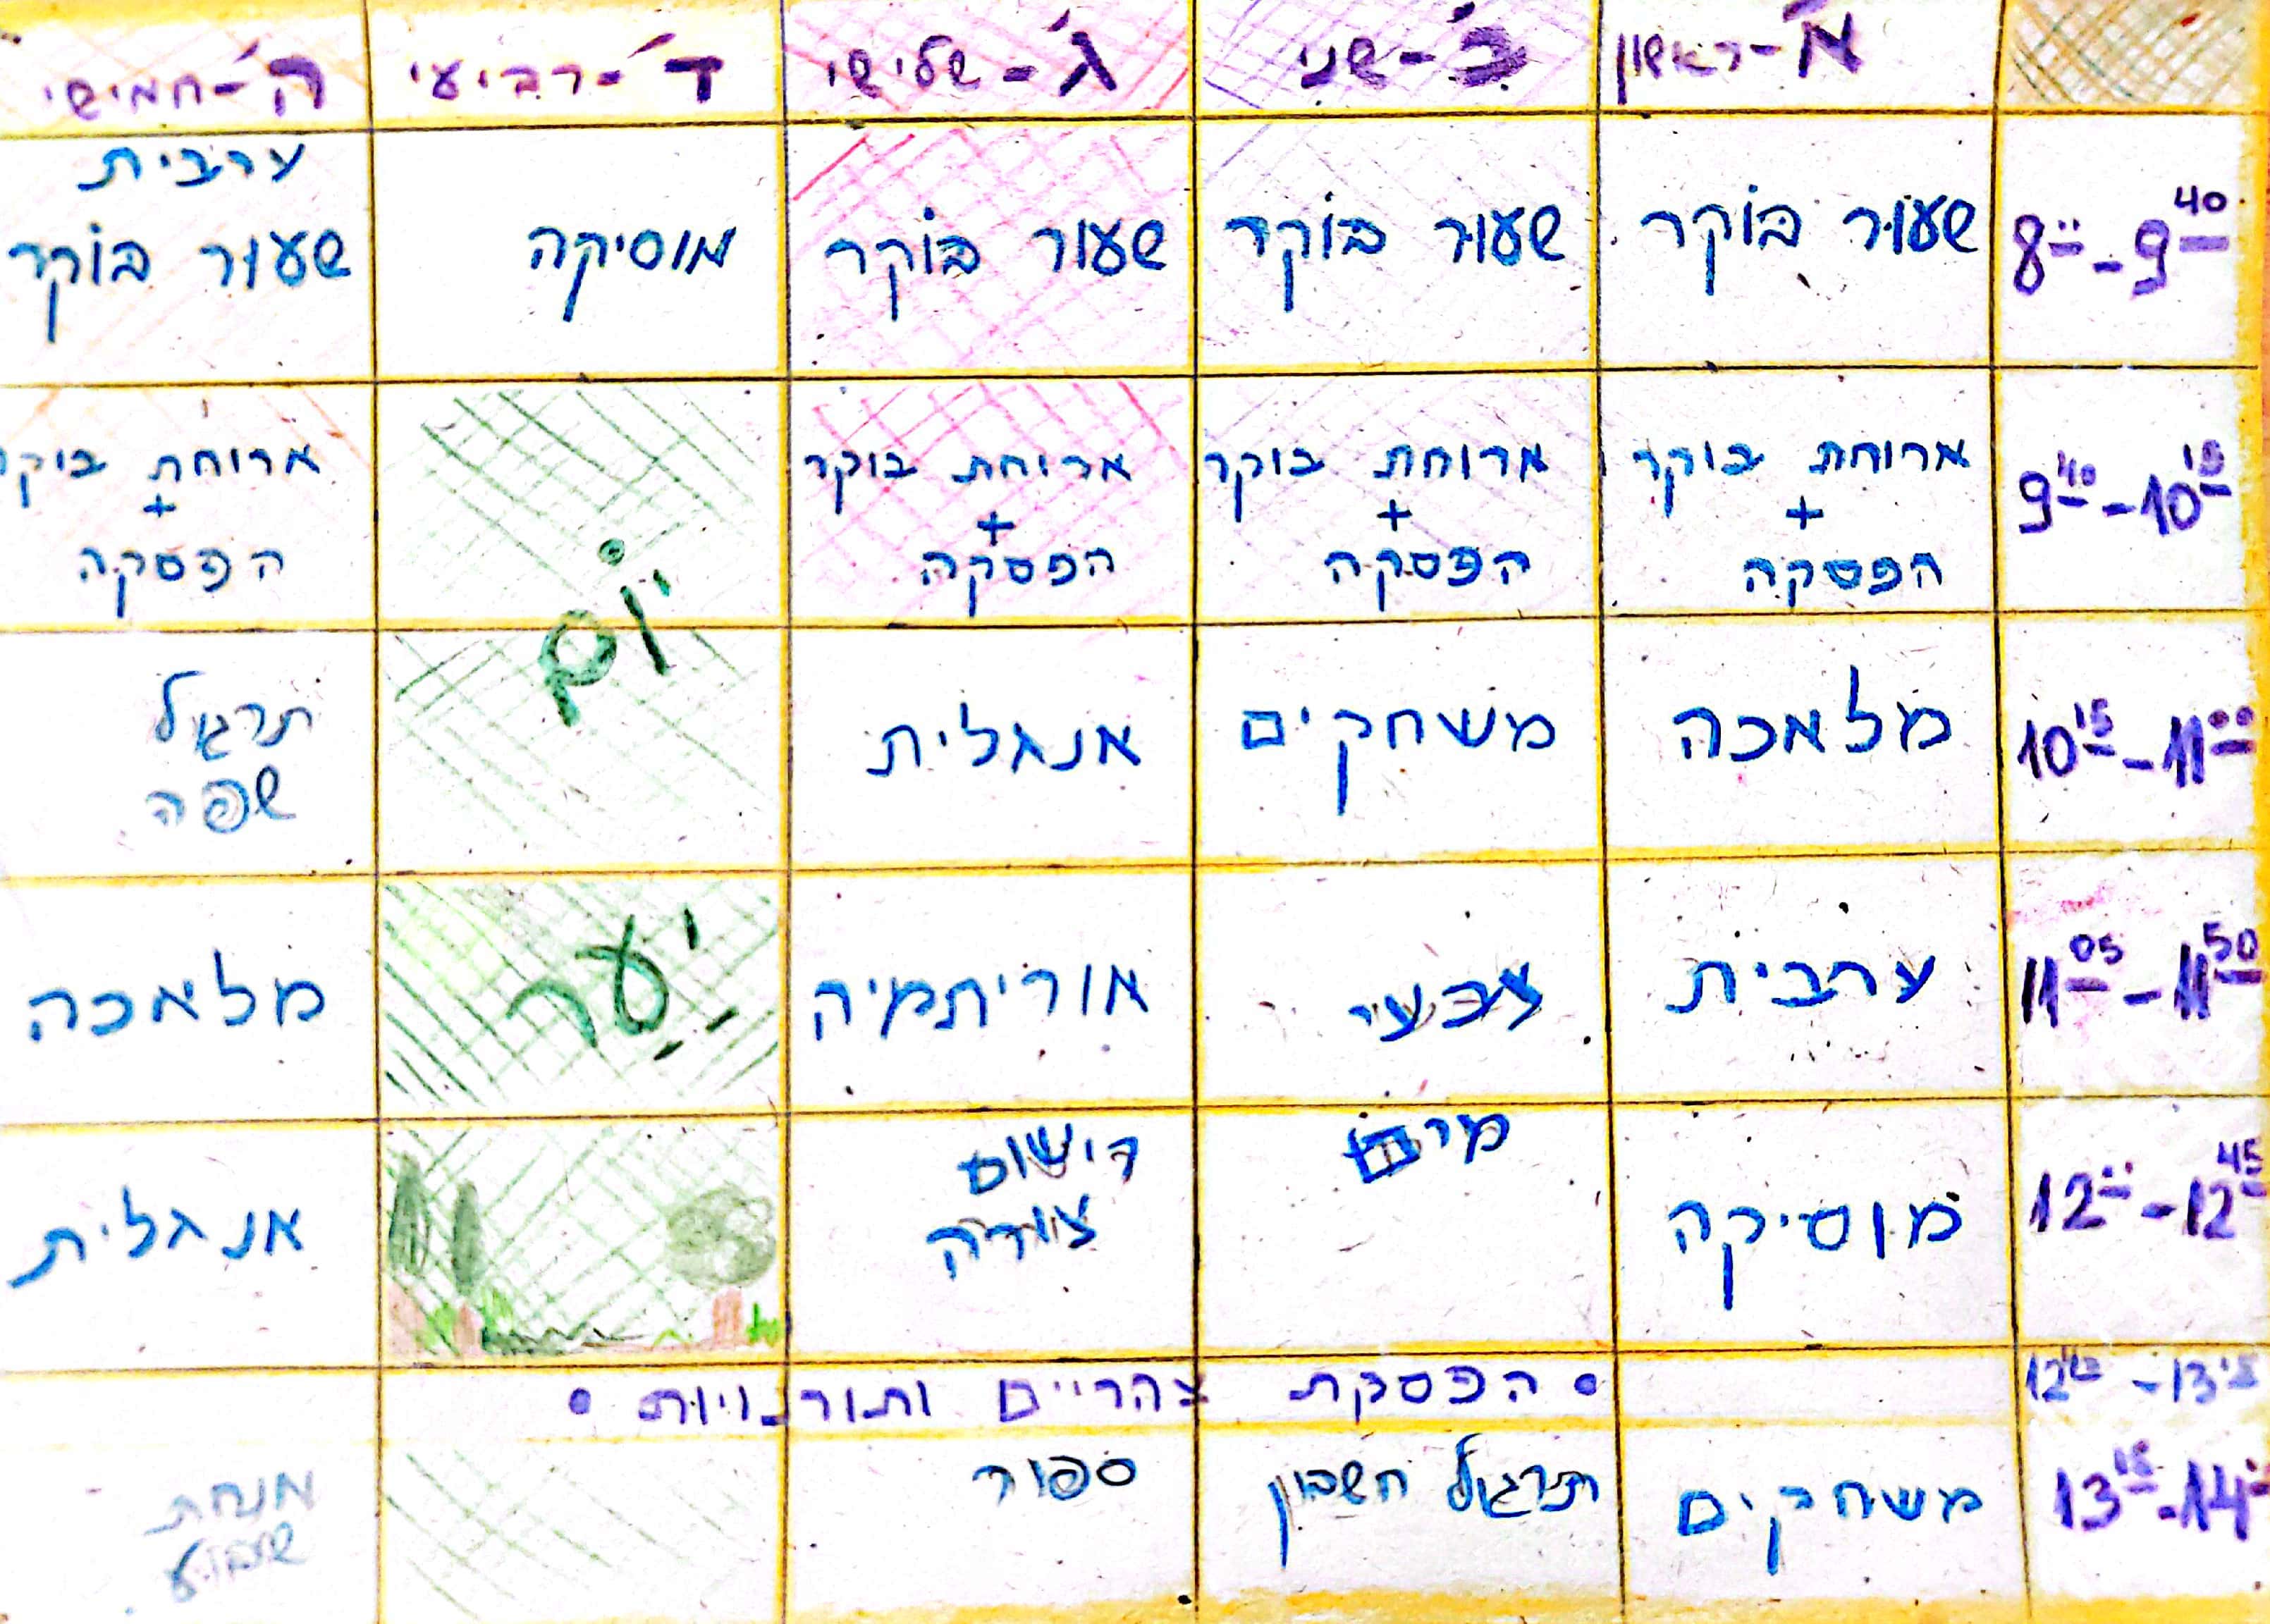 א'-ראשון ב'-שני ג'-שלישי ד'-רביעי ה'-חמישי
8:00-9:40 שעור בוקר שעור בוקר שעור בוקר מוסיקה ערבית
שעור בוקר
9:40-10:15 ארוחת בוקר ארוחת בוקר ארוחת בוקר ארוחת בוקר
+ + + +
הפסקה הפסקה הפסקה הפסקה
יום
10:15-11:00 מלאכה משחקים אנגלית תרגול
שפה
11:05-11:50 ערבית צבעי אוריתמיה יער מלאכה
12:00-12:45 מוסיקה מים רישום אנגלית
צורה
12:45-13:15 • הפסקת צהריים ותורנויות •
13:15-14:00 משחקים תרגול חשבון ספור מנחת
שבוע